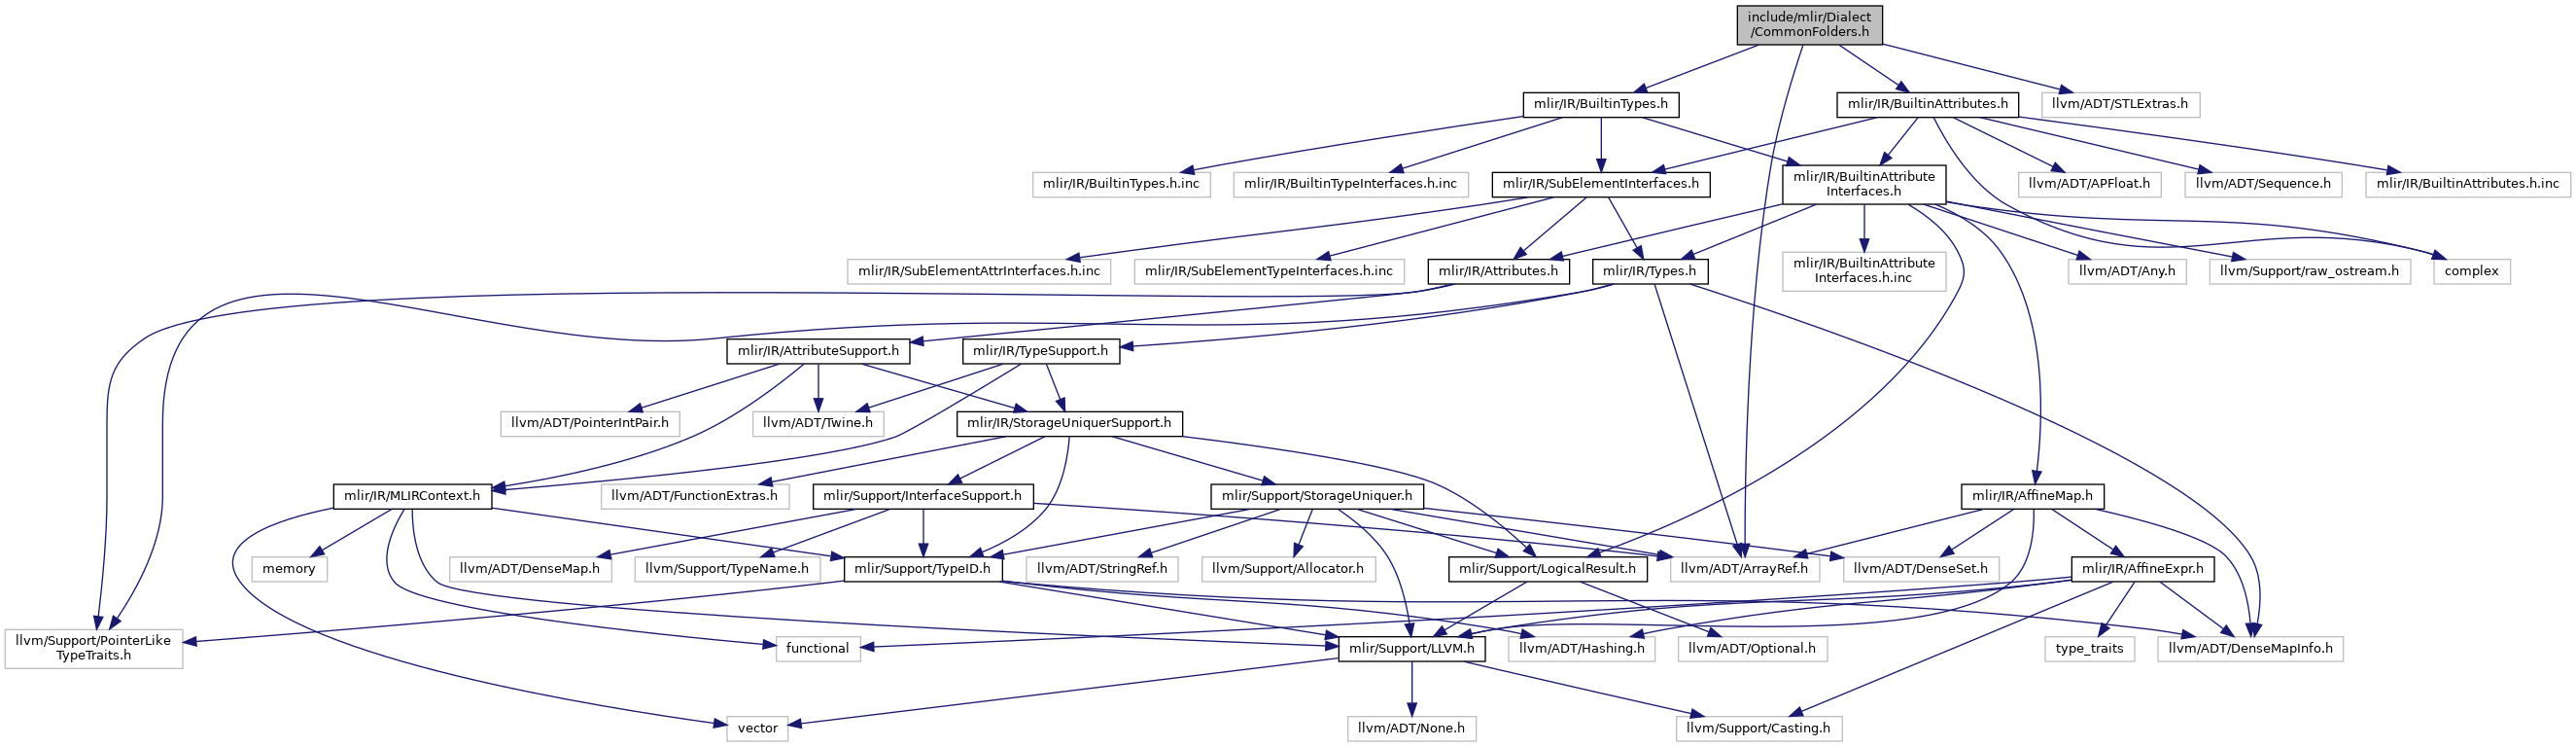 include/mlir/Dialect
/CommonFolders.h
mlir/IR/BuiltinTypes.h
mlir/IR/BuiltinAttributes.h
llvm/ADT/STLExtras.h
mlir/IR/BuiltinTypes.h.inc
mlir/IR/BuiltinTypeInterfaces.h.inc
mlir/IR/SubElementInterfaces.h
mlir/IR/BuiltinAttribute
Interfaces.h
llvm/ADT/APFloat.h
llvm/ADT/Sequence.h
mlir/IR/BuiltinAttributes.h.inc
mlir/IR/SubElementAttrInterfaces.h.inc
mlir/IR/SubElementTypeInterfaces.h.inc
mlir/IR/Attributes.h
mlir/IR/Types.h
mlir/IR/BuiltinAttribute
Interfaces.h.inc
llvm/ADT/Any.h
llvm/Support/raw_ostream.h
complex
mlir/IR/AttributeSupport.h
mlir/IR/TypeSupport.h
llvm/ADT/PointerIntPair.h
llvm/ADT/Twine.h
mlir/IR/StorageUniquerSupport.h
mlir/IR/MLIRContext.h
llvm/ADT/FunctionExtras.h
mlir/Support/InterfaceSupport.h
mlir/Support/StorageUniquer.h
mlir/IR/AffineMap.h
memory
llvm/ADT/DenseMap.h
llvm/Support/TypeName.h
mlir/Support/TypeID.h
llvm/ADT/StringRef.h
llvm/Support/Allocator.h
mlir/Support/LogicalResult.h
llvm/ADT/ArrayRef.h
llvm/ADT/DenseSet.h
mlir/IR/AffineExpr.h
llvm/Support/PointerLike
TypeTraits.h
functional
mlir/Support/LLVM.h
llvm/ADT/Hashing.h
llvm/ADT/Optional.h
type_traits
llvm/ADT/DenseMapInfo.h
vector
llvm/ADT/None.h
llvm/Support/Casting.h